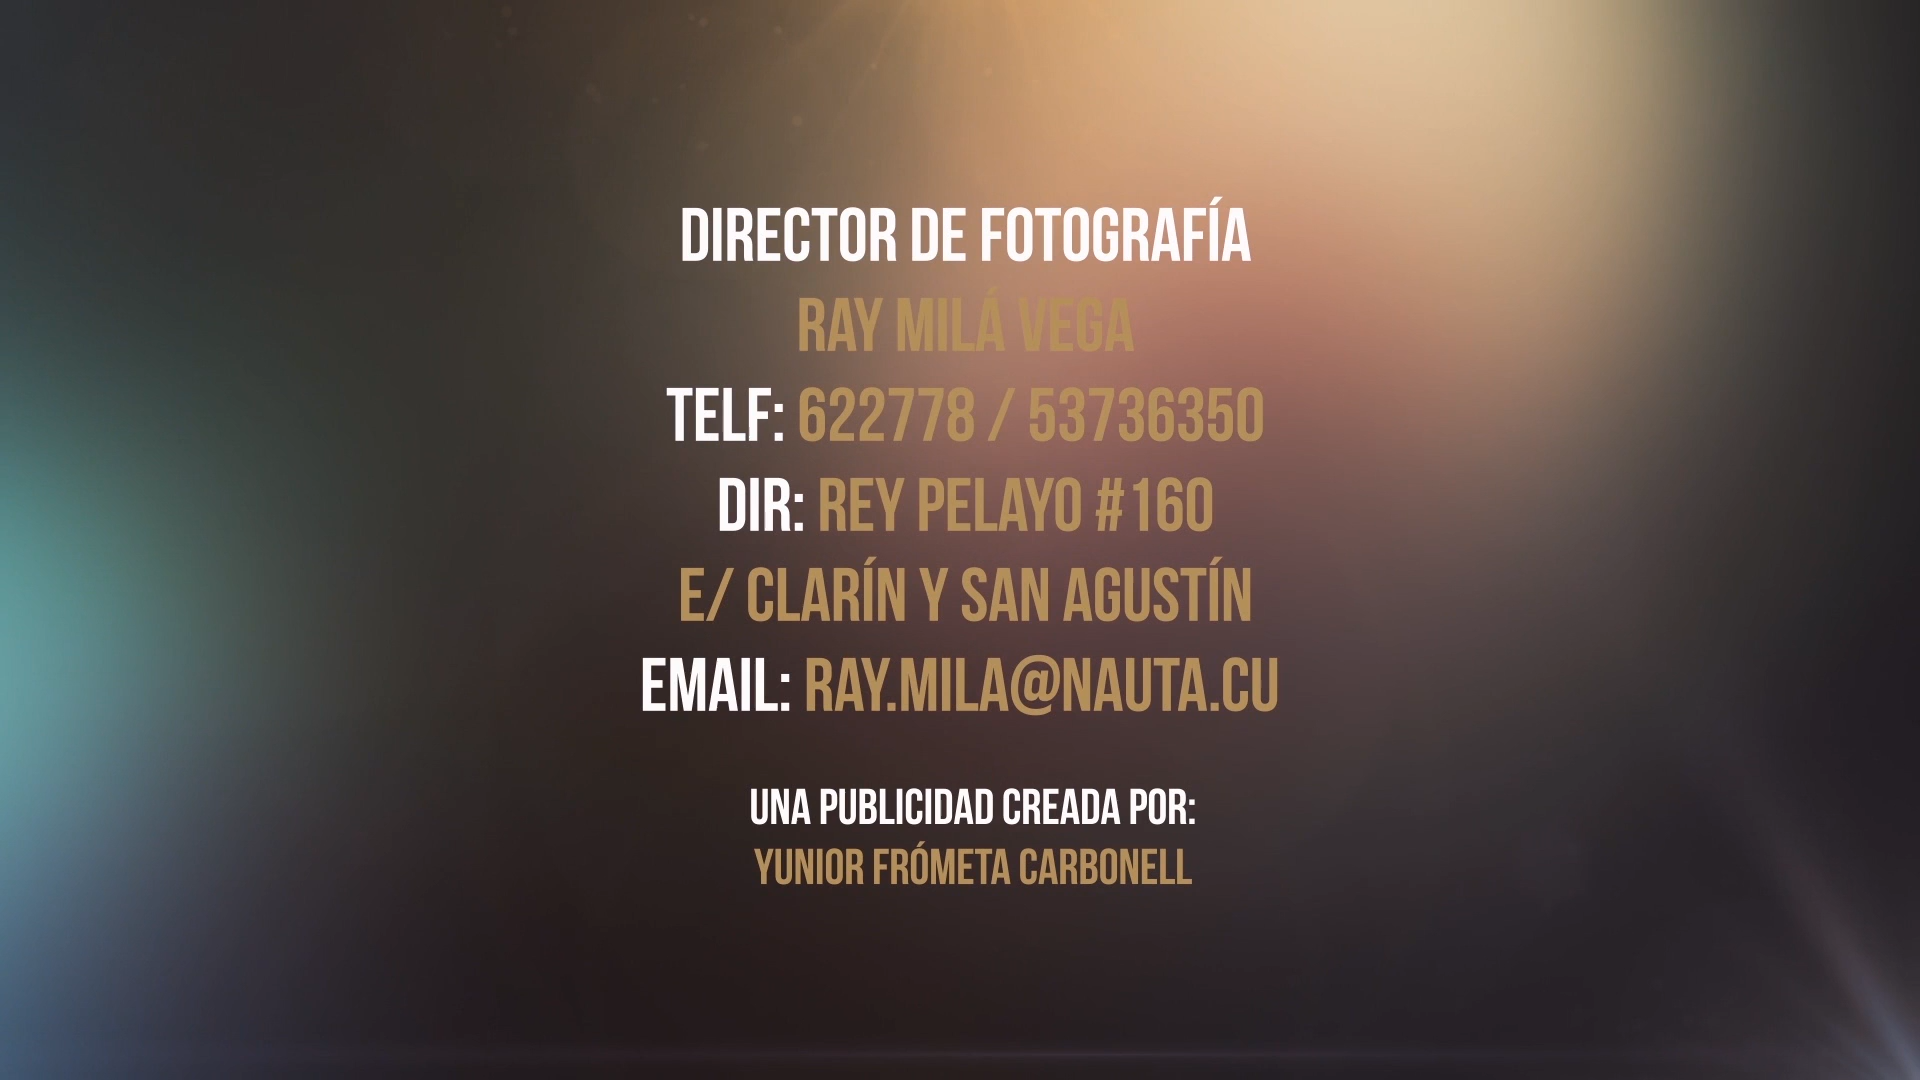 DIRECTOR DE FOTOGRAFÍA
RAY MILÁ VEGA
TELF: 622778 / 53736350
DIR: REY PELAYO #160
E/ CLARÍN Y SAN AGUSTÍN
EMAIL: RAY.MILA@NAUTA.CU
UNA PUBLICIDAD CREADA POR:
YUNIOR FRÓMETA CARBONELL